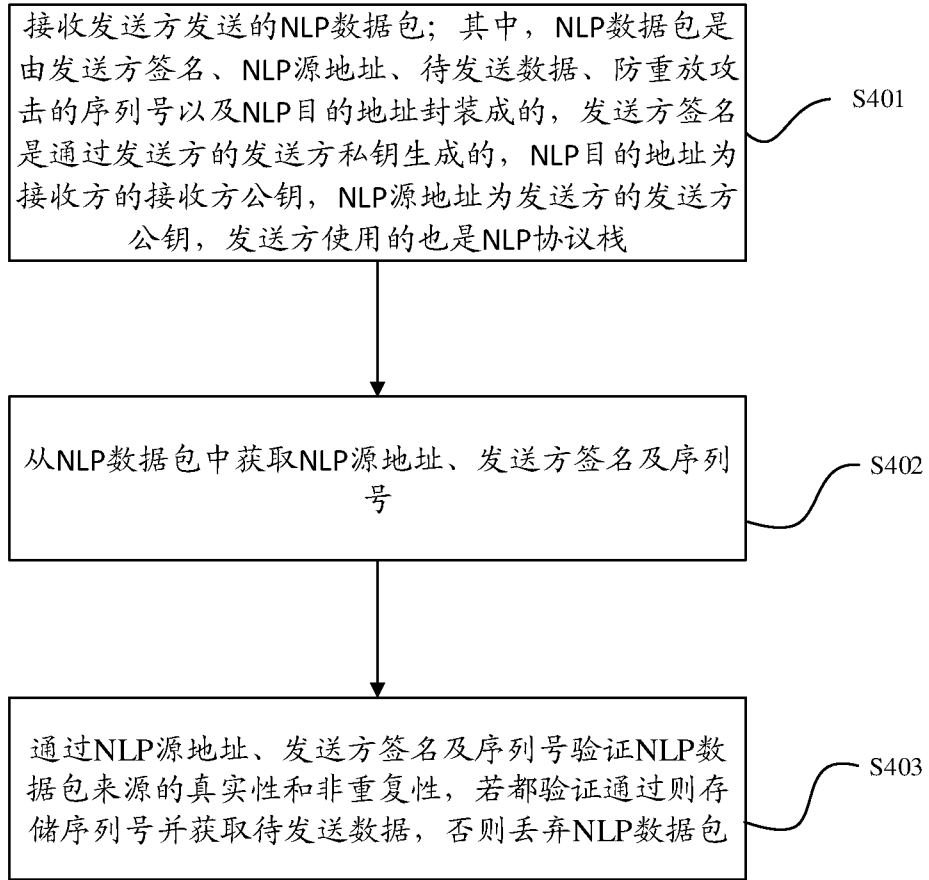 接收发送方发送的NLP数据包；其中，NLP数据包是
由发送方签名、NLP源地址、待发送数据、防重放攻
击的序列号以及NLP目的地址封装成的，发送方签名
是通过发送方的发送方私钥生成的，NLP目的地址为
接收方的接收方公钥，NLP源地址为发送方的发送方
公钥，发送方使用的也是NLP协议栈
S401
从NLP数据包中获取NLP源地址、发送方签名及序列
号
S402
通过NLP源地址、发送方签名及序列号验证NLP数
据包来源的真实性和非重复性，若都验证通过则存
储序列号并获取待发送数据，否则丢弃NLP数据包
S403